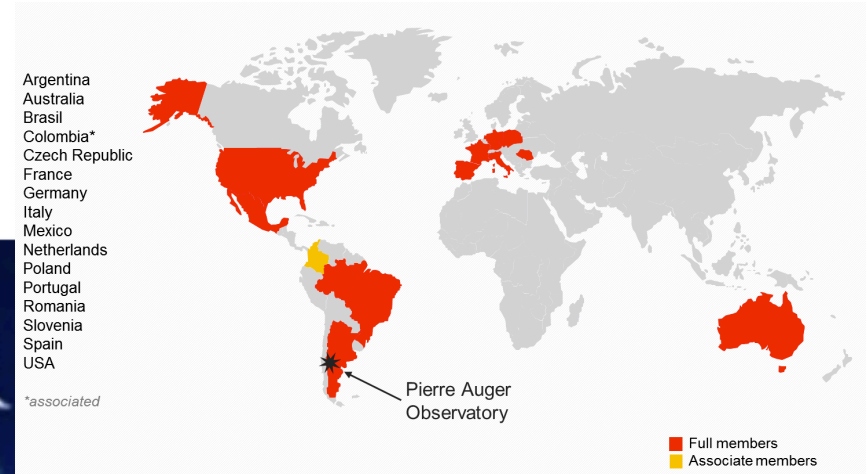 Argentina
Australia
Brasil
Colombia*
Czech Republic
France
Germany
Italy
Mexico
Netherlands
Poland
Portugal
Romania
Slovenia
Spain
USA
*associated
Pierre Auger
Observatory
Full members
Associate members